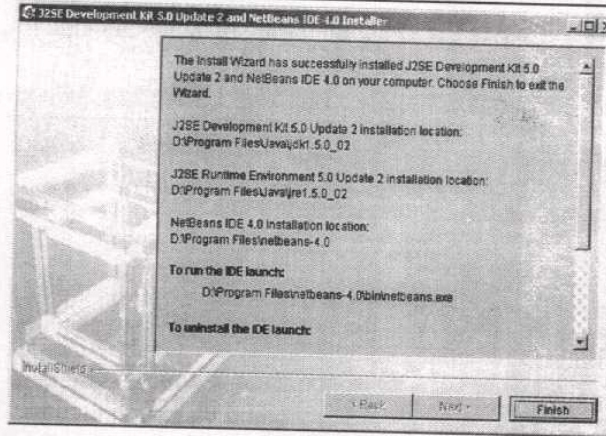 J2SE Development Kit 5.0 Update 2 and NetBeans IDE 4.0 Installer
The Install Wizard has successfully installed J2SE Development Kit 5.0
Update 2 and NetBeans IDE 4.0 on your computer. Choose Finish to exit the
Wizard.
J2SE Development Kit 5.0 Update 2 installation location:
D:\Program Files\Java\jdk1.5.0_02
J2SE Runtime Environment 5.0 Update 2 installation location:
D:\Program Files\Java\jre1.5.0_02
NetBeans IDE 4.0 installation location:
D:\Program Files\netbeans-4.0
To run the IDE launch:
D:\Program Files\netbeans-4.0\bin\netbeans.exe
To uninstall the IDE launch:
InstallShield
< Back
Next >
Finish